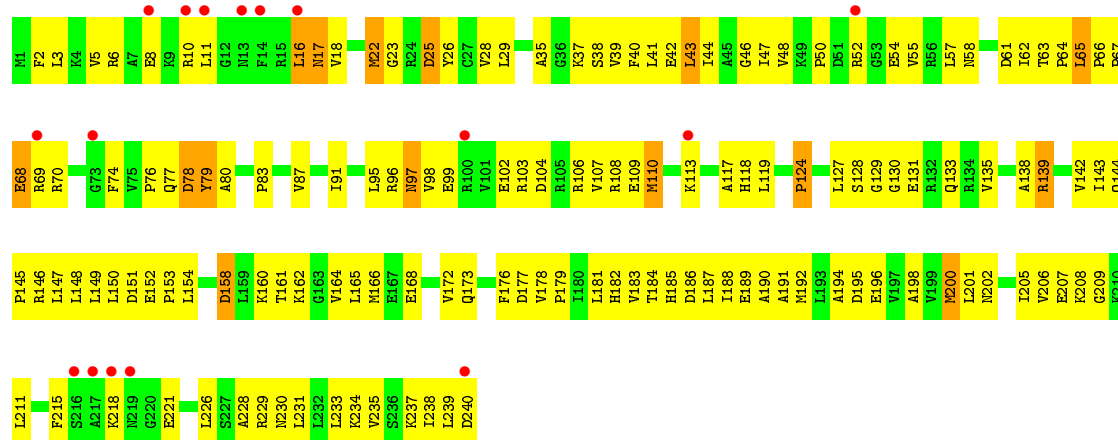 M1 F2 L3 K4 V5 R6 A7 E8 K9 R10 L11 G12 N13 F14 R15 L16 N17 V18 M22 G23 R24 D25 Y26 C27 V28 L29 A35 G36 K37 S38 V39 F40 L41 E42 L43 I44 A45 G46 I47 V48 K49 P50 D51 R52 G53 E54 V55 R56 L57 N58 D61 I62 T63 P64 L65 P66 P67
E68 R69 R70 G73 F74 V75 P76 Q77 D78 Y79 A80 P83 V87 I91 L95 R96 N97 V98 E99 R100 V101 E102 R103 D104 R105 R106 V107 R108 E109 M110 K113 A117 H118 L119 P124 L127 S128 G129 G130 E131 R132 Q133 R134 V135 A138 R139 V142 I143 Q144
P145 R146 L147 L148 L149 L150 D151 E152 P153 L154 D158 L159 K160 T161 K162 G163 V164 L165 M166 E167 E168 V172 Q173 F176 D177 V178 P179 I180 L181 H182 V183 T184 H185 D186 L187 I188 E189 A190 A191 M192 L193 A194 D195 E196 V197 A198 V199 M200 L201 N202 I205 V206 E207 K208 G209 K210
L211 F215 S216 A217 K218 N219 G220 E221 L226 S227 A228 R229 N230 L231 L232 L233 K234 V235 S236 K237 I238 L239 D240